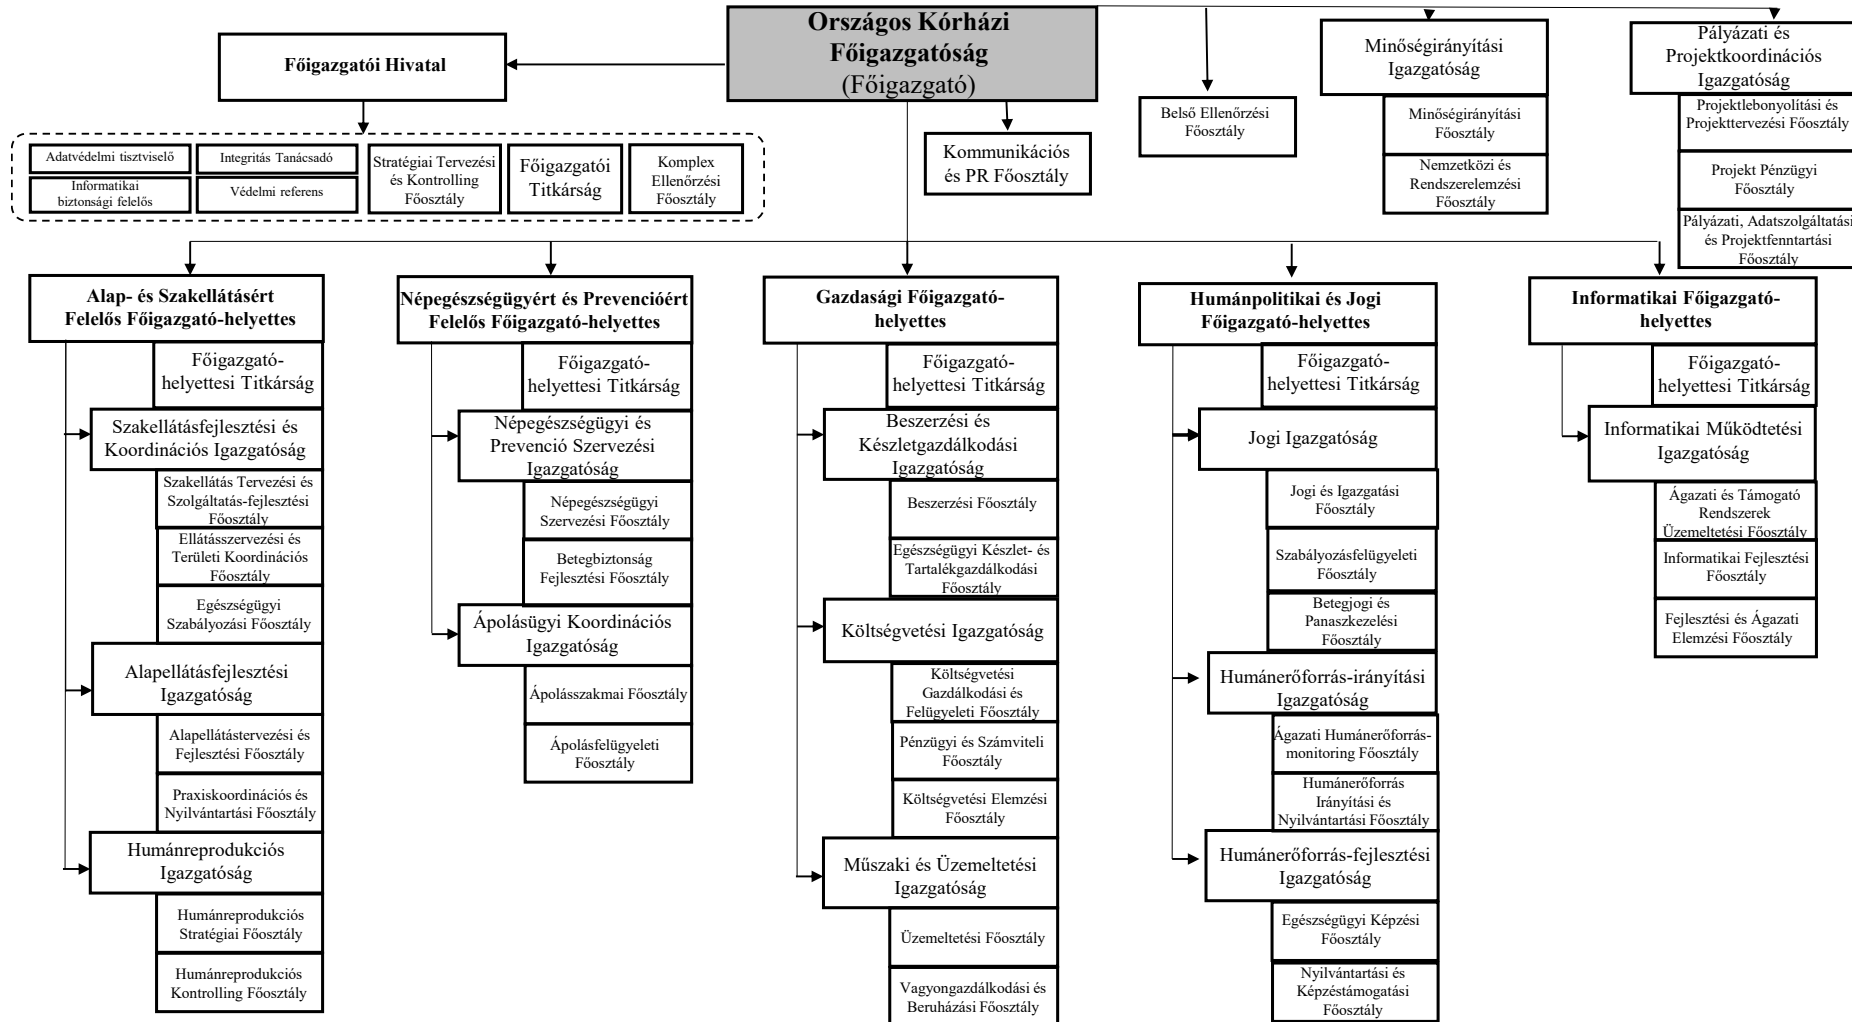 Országos Kórházi
Főigazgatóság
(Főigazgató)
Főigazgatói Hivatal
Adatvédelmi tisztviselő
Informatikai
biztonsági felelős
Integritás Tanácsadó
Védelmi referens
Stratégiai Tervezési
és Kontrolling
Főosztály
Főigazgatói
Titkárság
Komplex
Ellenőrzési
Főosztály
Kommunikációs
és PR Főosztály
Belső Ellenőrzési
Főosztály
Minőségirányítási
Igazgatóság
Minőségirányítási
Főosztály
Nemzetközi és
Rendszerelemzési
Főosztály
Pályázati és
Projektkoordinációs
Igazgatóság
Projektlebonyolítási és
Projekttervezési Főosztály
Projekt Pénzügyi
Főosztály
Pályázati, Adatszolgáltatási
és Projektfenntartási
Főosztály
Alap- és Szakellátásért
Felelős Főigazgató-helyettes
Főigazgató-
helyettesi Titkárság
Szakellátásfejlesztési és
Koordinációs Igazgatóság
Szakellátás Tervezési és
Szolgáltatás-fejlesztési
Főosztály
Ellátásszervezési és
Területi Koordinációs
Főosztály
Egészségügyi
Szabályozási Főosztály
Alapellátásfejlesztési
Igazgatóság
Alapellátástervezési és
Fejlesztési Főosztály
Praxiskoordinációs és
Nyilvántartási Főosztály
Humánreprodukciós
Igazgatóság
Humánreprodukciós
Stratégiai Főosztály
Humánreprodukciós
Kontrolling Főosztály
Népegészségügyért és Prevencióért
Felelős Főigazgató-helyettes
Főigazgató-
helyettesi Titkárság
Népegészségügyi és
Prevenció Szervezési
Igazgatóság
Népegészségügyi
Szervezési Főosztály
Betegbiztonság
Fejlesztési Főosztály
Ápolásügyi Koordinációs
Igazgatóság
Ápolásszakmai Főosztály
Ápolásfelügyeleti
Főosztály
Gazdasági Főigazgató-
helyettes
Főigazgató-
helyettesi Titkárság
Beszerzési és
Készletgazdálkodási
Igazgatóság
Beszerzési Főosztály
Egészségügyi Készlet- és
Tartalékgazdálkodási
Főosztály
Költségvetési Igazgatóság
Költségvetési
Gazdálkodási és
Felügyeleti Főosztály
Pénzügyi és Számviteli
Főosztály
Költségvetési Elemzési
Főosztály
Műszaki és Üzemeltetési
Igazgatóság
Üzemeltetési Főosztály
Vagyongazdálkodási és
Beruházási Főosztály
Humánpolitikai és Jogi
Főigazgató-helyettes
Főigazgató-
helyettesi Titkárság
Jogi Igazgatóság
Jogi és Igazgatási
Főosztály
Szabályozásfelügyeleti
Főosztály
Betegjogi és
Panaszkezelési
Főosztály
Humánerőforrás-irányítási
Igazgatóság
Ágazati Humánerőforrás-
monitoring Főosztály
Humánerőforrás
Irányítási és
Nyilvántartási Főosztály
Humánerőforrás-fejlesztési
Igazgatóság
Egészségügyi Képzési
Főosztály
Nyilvántartási és
Képzéstámogatási
Főosztály
Informatikai Főigazgató-
helyettes
Főigazgató-
helyettesi Titkárság
Informatikai Működtetési
Igazgatóság
Ágazati és Támogató
Rendszerek
Üzemeltetési Főosztály
Informatikai Fejlesztési
Főosztály
Fejlesztési és Ágazati
Elemzési Főosztály